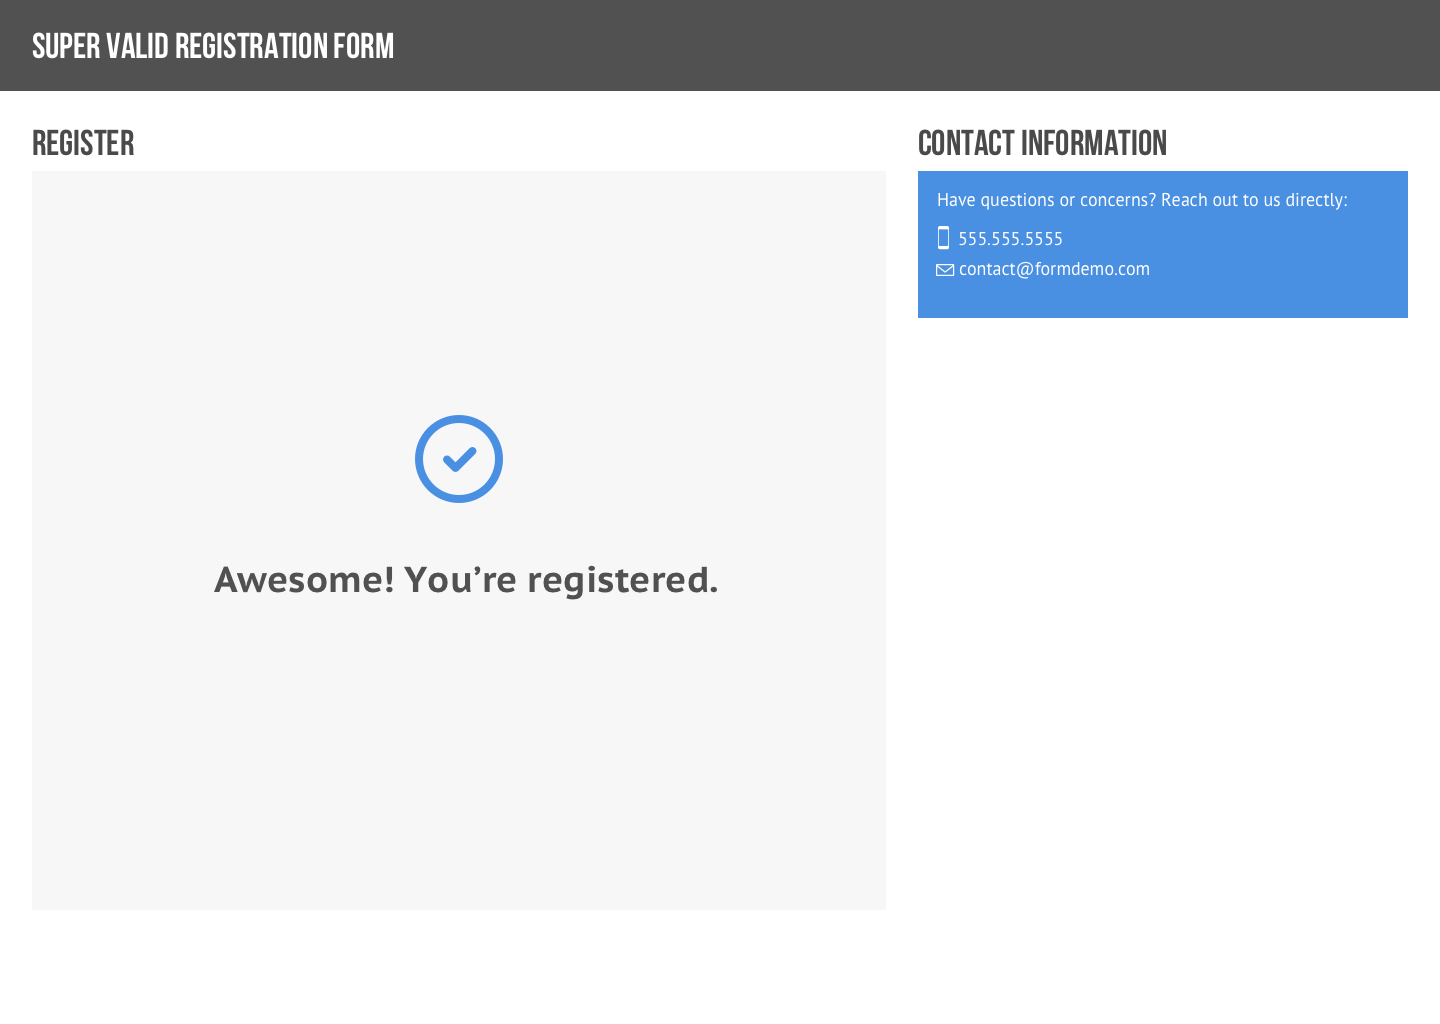 SUPER VALID REGISTRATION FORM
REGISTER
Awesome! You’re registered.
CONTACT INFORMATION
Have questions or concerns? Reach out to us directly:
555.555.5555
contact@formdemo.com